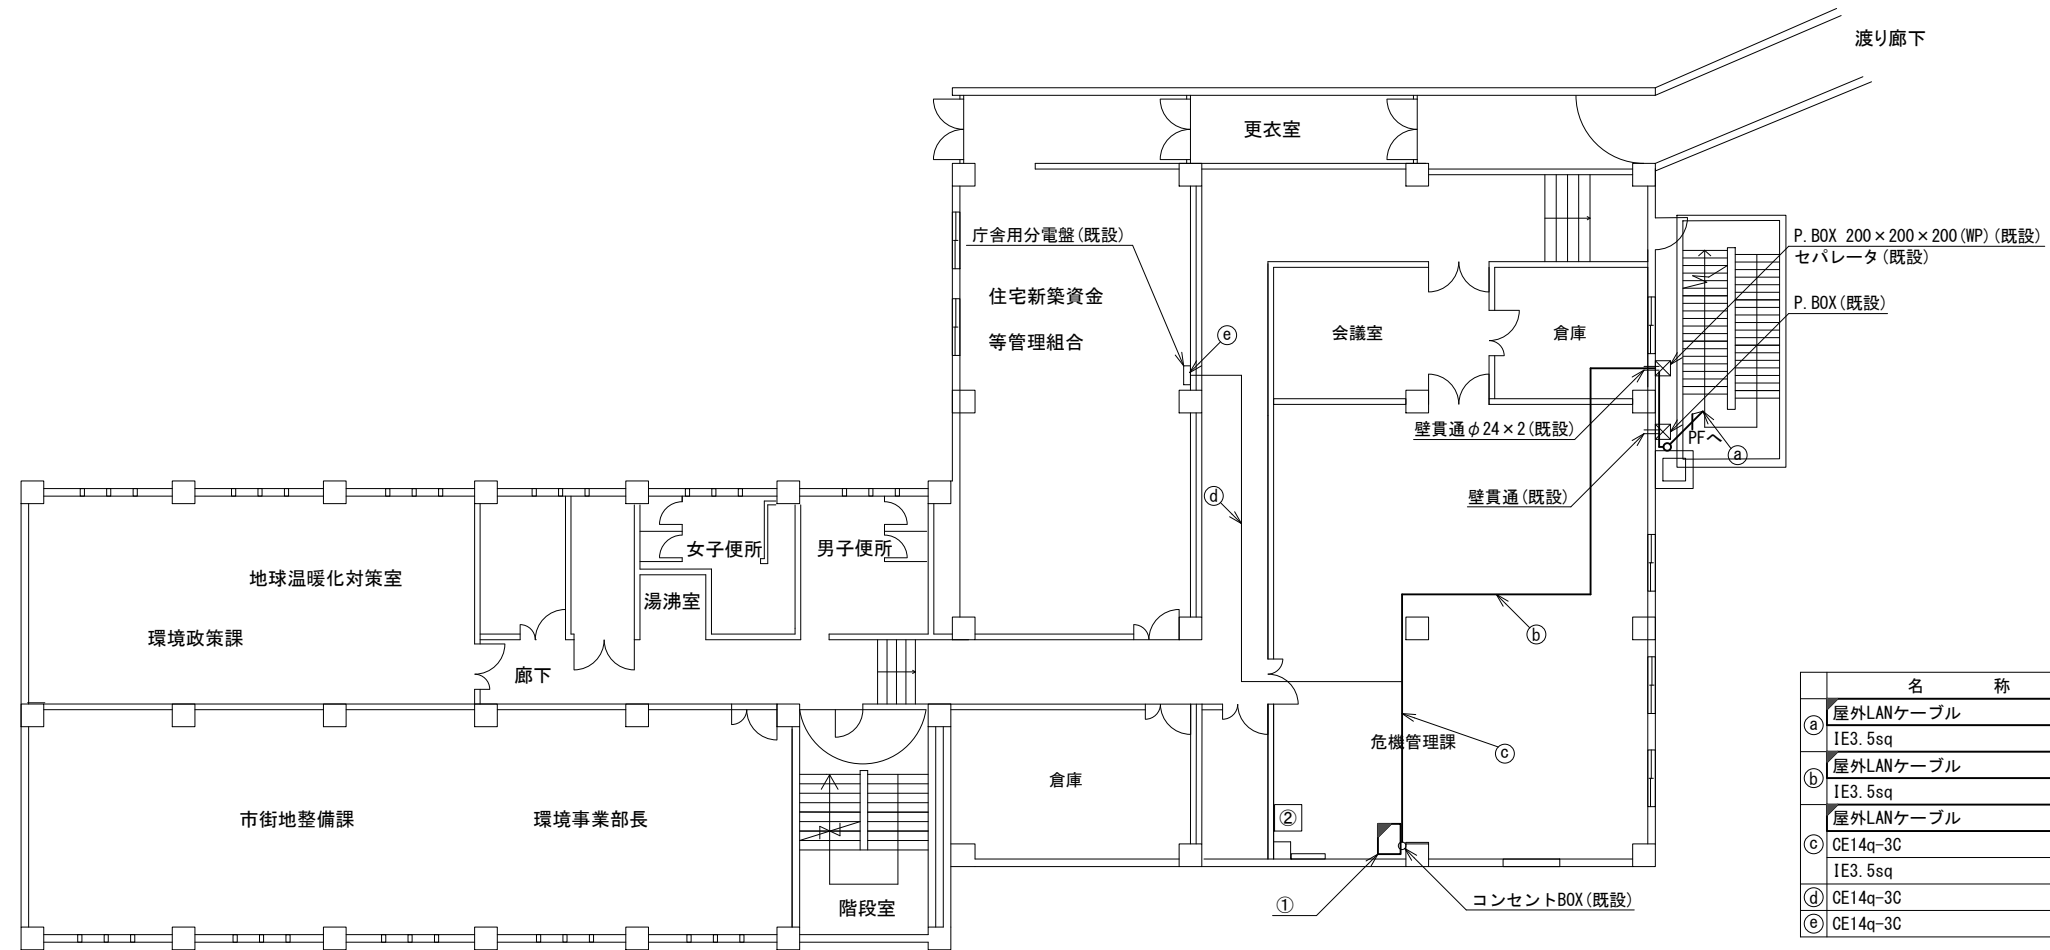 渡り廊下
更衣室
庁舎用分電盤(既設)
P.BOX 200×200×200(WP)(既設)
セパレータ(既設)
住宅新築資金
等管理組合
P.BOX(既設)
ⓔ
会議室
倉庫
壁貫通φ24×2(既設)
PFへ
ⓐ
ⓓ
壁貫通(既設)
女子便所
男子便所
地球温暖化対策室
湯沸室
環境政策課
ⓑ
廊下
危機管理課
ⓒ
倉庫
市街地整備課
環境事業部長
②
階段室
①
コンセントBOX(既設)
名 称
ⓐ 屋外LANケーブル
IE3.5sq
ⓑ 屋外LANケーブル
IE3.5sq
屋外LANケーブル
ⓒ CE14q-3C
IE3.5sq
ⓓ CE14q-3C
ⓔ CE14q-3C